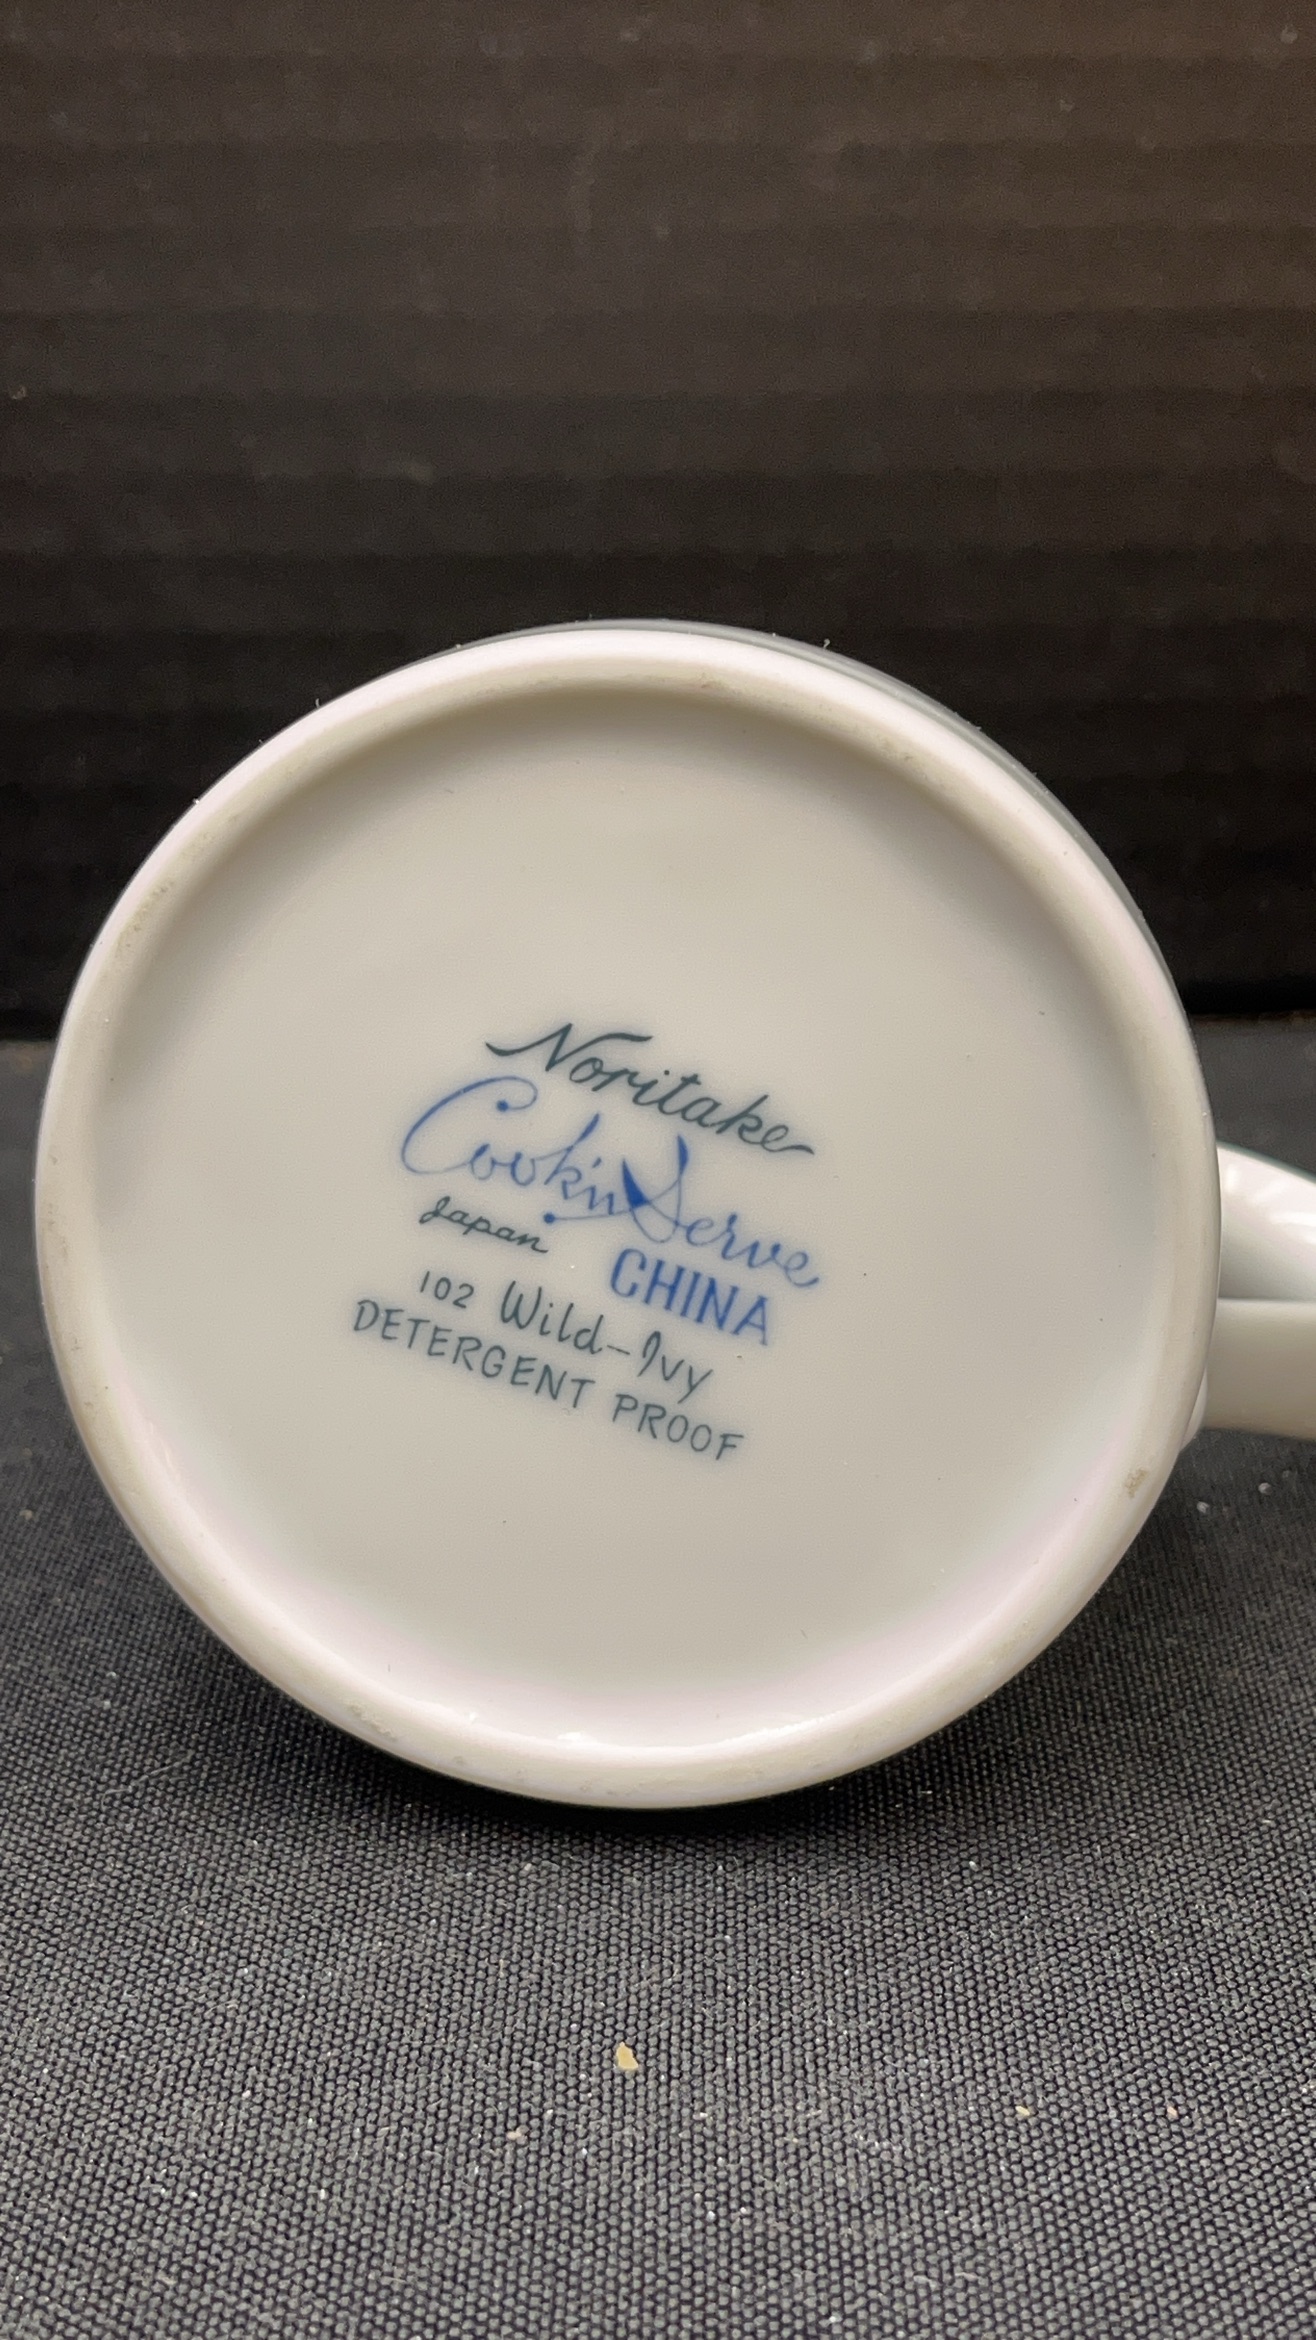 Noritake
Cook'n Serve
Japan CHINA
102 Wild-Ivy
DETERGENT PROOF